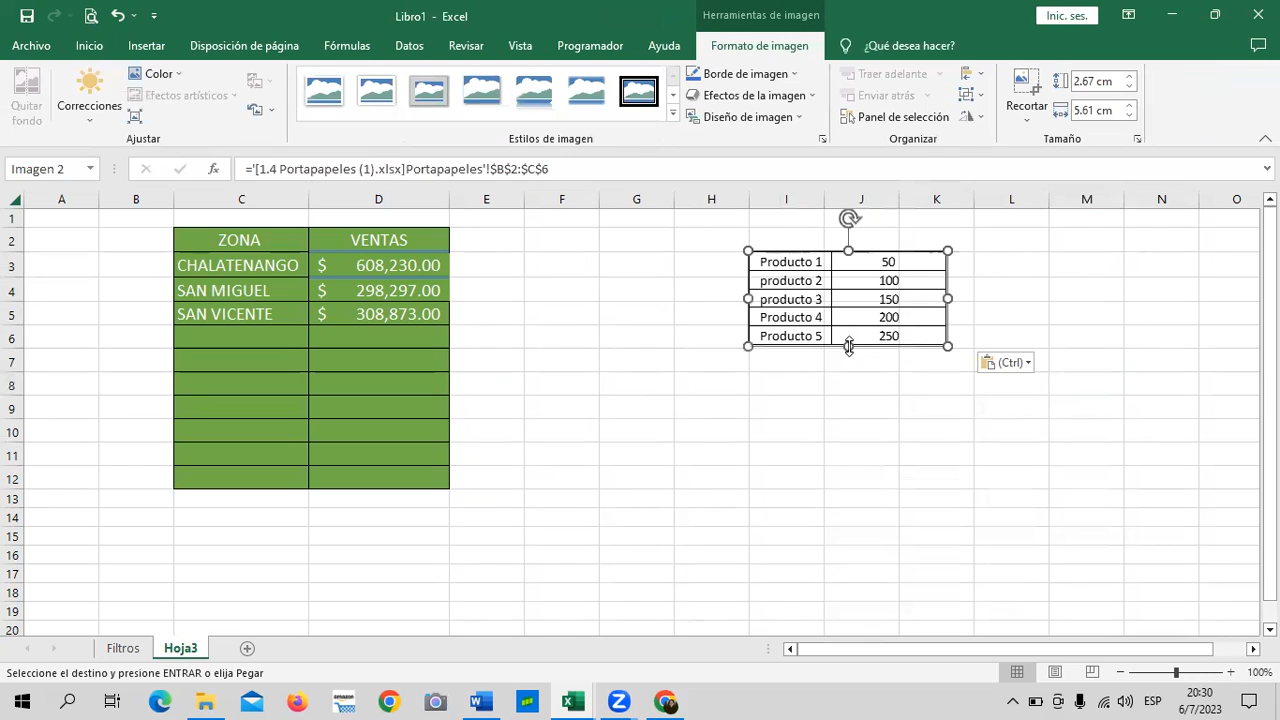 Libro1 - Excel
Herramientas de imagen
Inic. ses.
Archivo Inicio Insertar Disposición de página Fórmulas Datos Revisar Vista Programador Ayuda Formato de imagen ¿Qué desea hacer?
Quitar fondo
Correcciones
Color
Efectos artísticos
Ajustar
Estilos de imagen
Borde de imagen
Efectos de la imagen
Diseño de imagen
Traer adelante
Enviar atrás
Panel de selección
Organizar
Recortar
2.67 cm
5.61 cm
Tamaño
Imagen 2
fx
='[1.4 Portapapeles (1).xlsx]Portapapeles'!$B$2:$C$6
A B C D E F G H I J K L M N O
1
2 ZONA VENTAS
3 CHALATENANGO $ 608,230.00 Producto 1 50
4 SAN MIGUEL $ 298,297.00 producto 2 100
5 SAN VICENTE $ 308,873.00 producto 3 150
Producto 4 200
6 Producto 5 250
7 (Ctrl)
8
9
10
11
12
13
14
15
16
17
18
19
20
Filtros Hoja3
Seleccione el destino y presione ENTRAR o elija Pegar
100%
amazon
ESP
20:30
6/7/2023